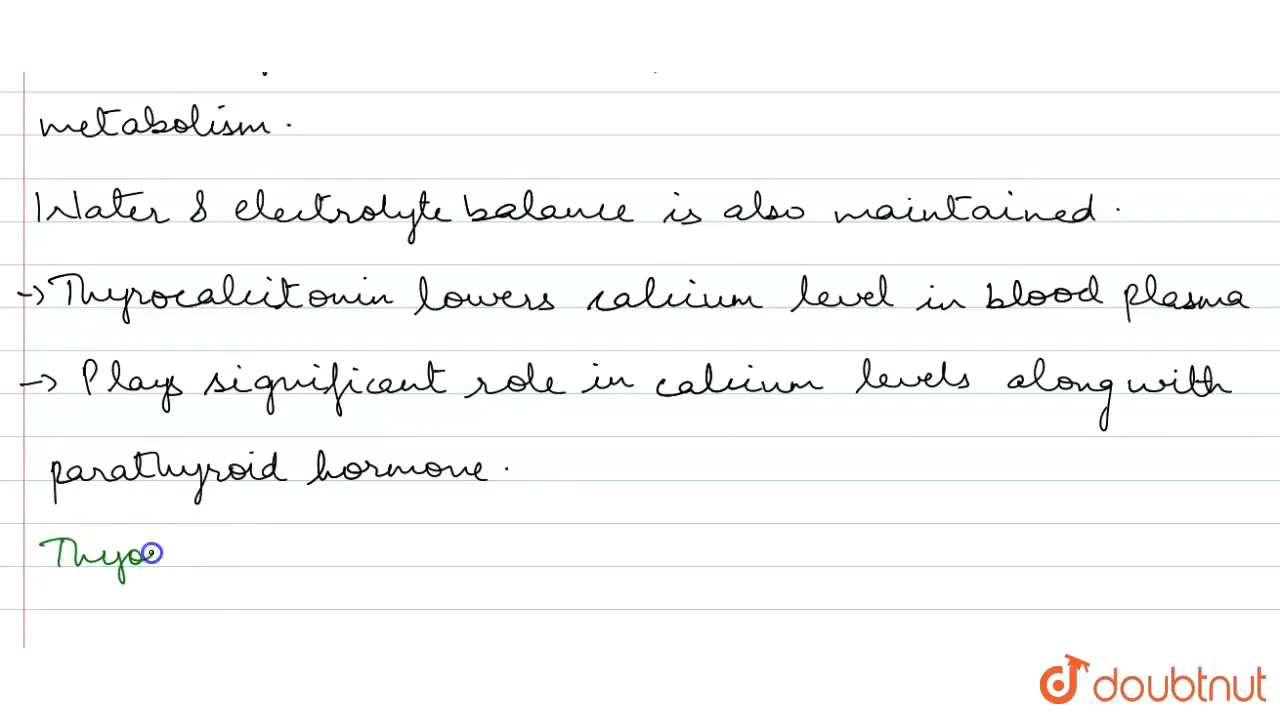 metabolism.
Water & electrolyte balance is also maintained.
→ Thyrocalcitonin lowers calcium level in blood plasma
→ Plays significant role in calcium levels along with
parathyroid hormone.
Thyo
doubtnut